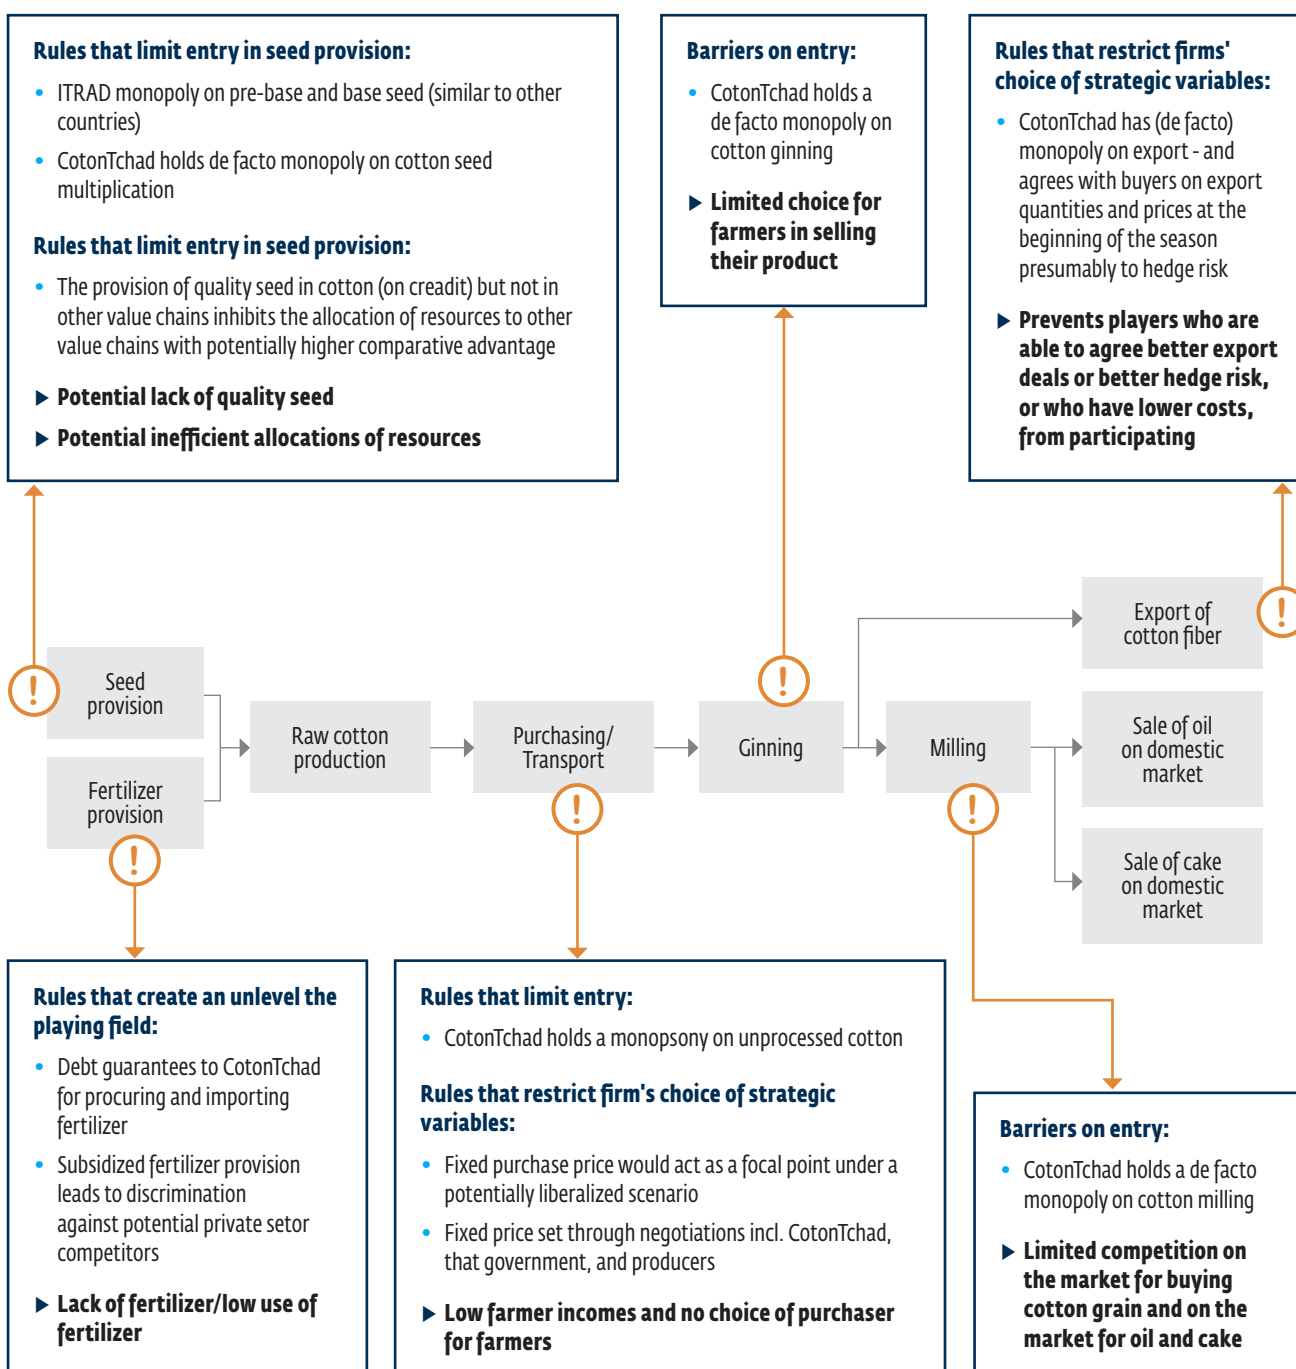 Rules that limit entry in seed provision:
• ITRAD monopoly on pre-base and base seed (similar to other
countries)
• CotonTchad holds de facto monopoly on cotton seed
multiplication
Rules that limit entry in seed provision:
• The provision of quality seed in cotton (on creadit) but not in
other value chains inhibits the allocation of resources to other
value chains with potentially higher comparative advantage
▶ Potential lack of quality seed
▶ Potential inefficient allocations of resources
Barriers on entry:
• CotonTchad holds a
de facto monopoly on
cotton ginning
▶ Limited choice for
farmers in selling
their product
Rules that restrict firms'
choice of strategic variables:
• CotonTchad has (de facto)
monopoly on export - and
agrees with buyers on export
quantities and prices at the
beginning of the season
presumably to hedge risk
▶ Prevents players who are
able to agree better export
deals or better hedge risk,
or who have lower costs,
from participating
Seed
provision
Fertilizer
provision
Raw cotton
production
Purchasing/
Transport
Ginning
Milling
Export of
cotton fiber
Sale of oil
on domestic
market
Sale of cake
on domestic
market
!
!
!
!
!
!
Rules that create an unlevel the
playing field:
• Debt guarantees to CotonTchad
for procuring and importing
fertilizer
• Subsidized fertilizer provision
leads to discrimination
against potential private setor
competitors
▶ Lack of fertilizer/low use of
fertilizer
Rules that limit entry:
• CotonTchad holds a monopsony on unprocessed cotton
Rules that restrict firm's choice of strategic
variables:
• Fixed purchase price would act as a focal point under a
potentially liberalized scenario
• Fixed price set through negotiations incl. CotonTchad,
that government, and producers
▶ Low farmer incomes and no choice of purchaser
for farmers
Barriers on entry:
• CotonTchad holds a de facto
monopoly on cotton milling
▶ Limited competition on
the market for buying
cotton grain and on the
market for oil and cake